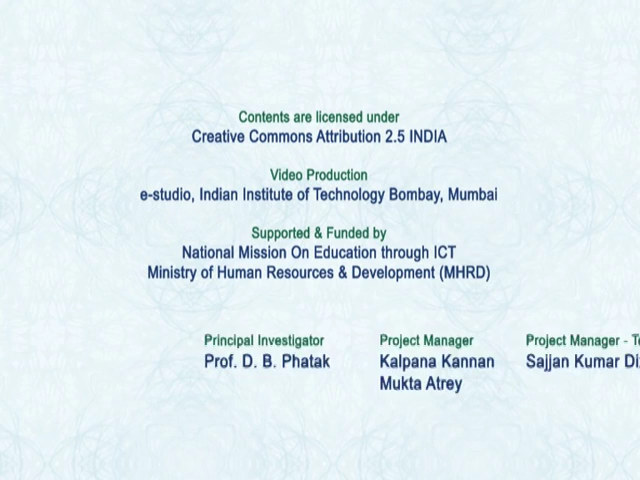 Contents are licensed under
Creative Commons Attribution 2.5 INDIA
Video Production
e-studio, Indian Institute of Technology Bombay, Mumbai
Supported & Funded by
National Mission On Education through ICT
Ministry of Human Resources & Development (MHRD)
Principal Investigator
Prof. D. B. Phatak
Project Manager
Kalpana Kannan
Mukta Atrey
Project Manager -
Sajjan Kumar